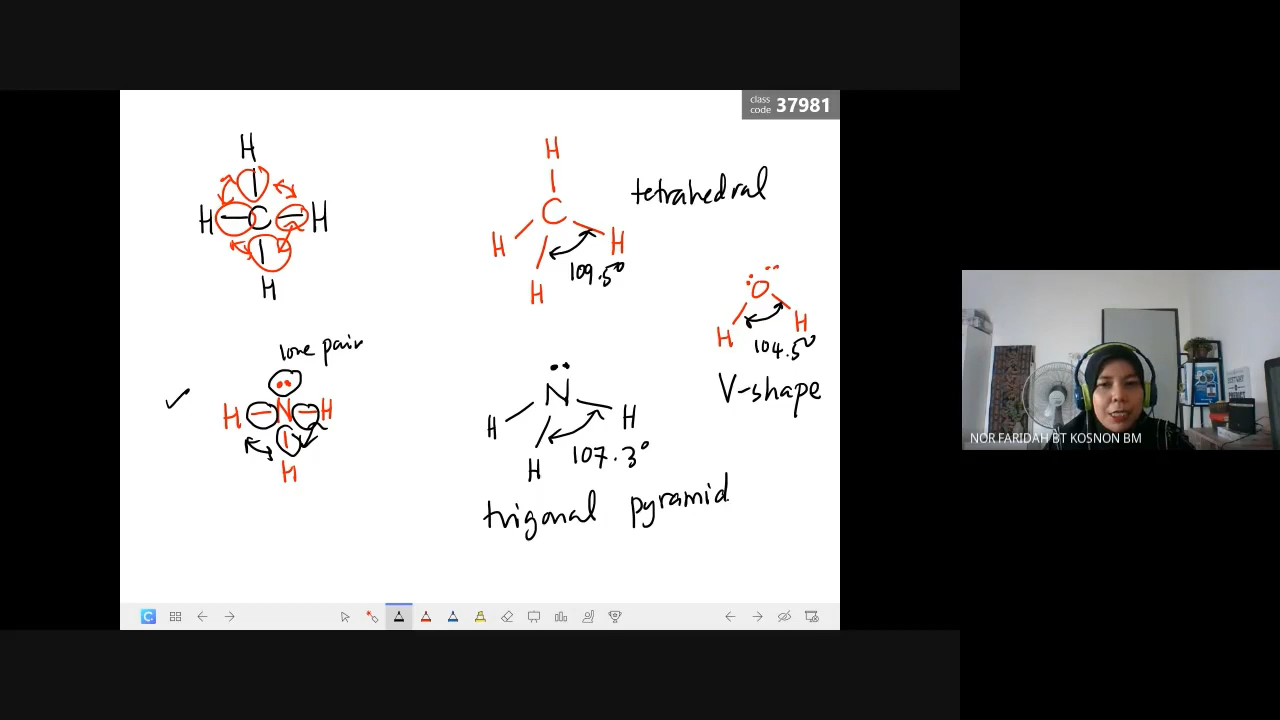 class
code 37981
H
H C H
H
H
C
H H
H
109.5°
tetrahedral
O
H H
104.5°
V-shape
lone pair
H N H
H
N
H H
H
107.3°
trigonal pyramid
NOR FARIDAH BT KOSNON BM